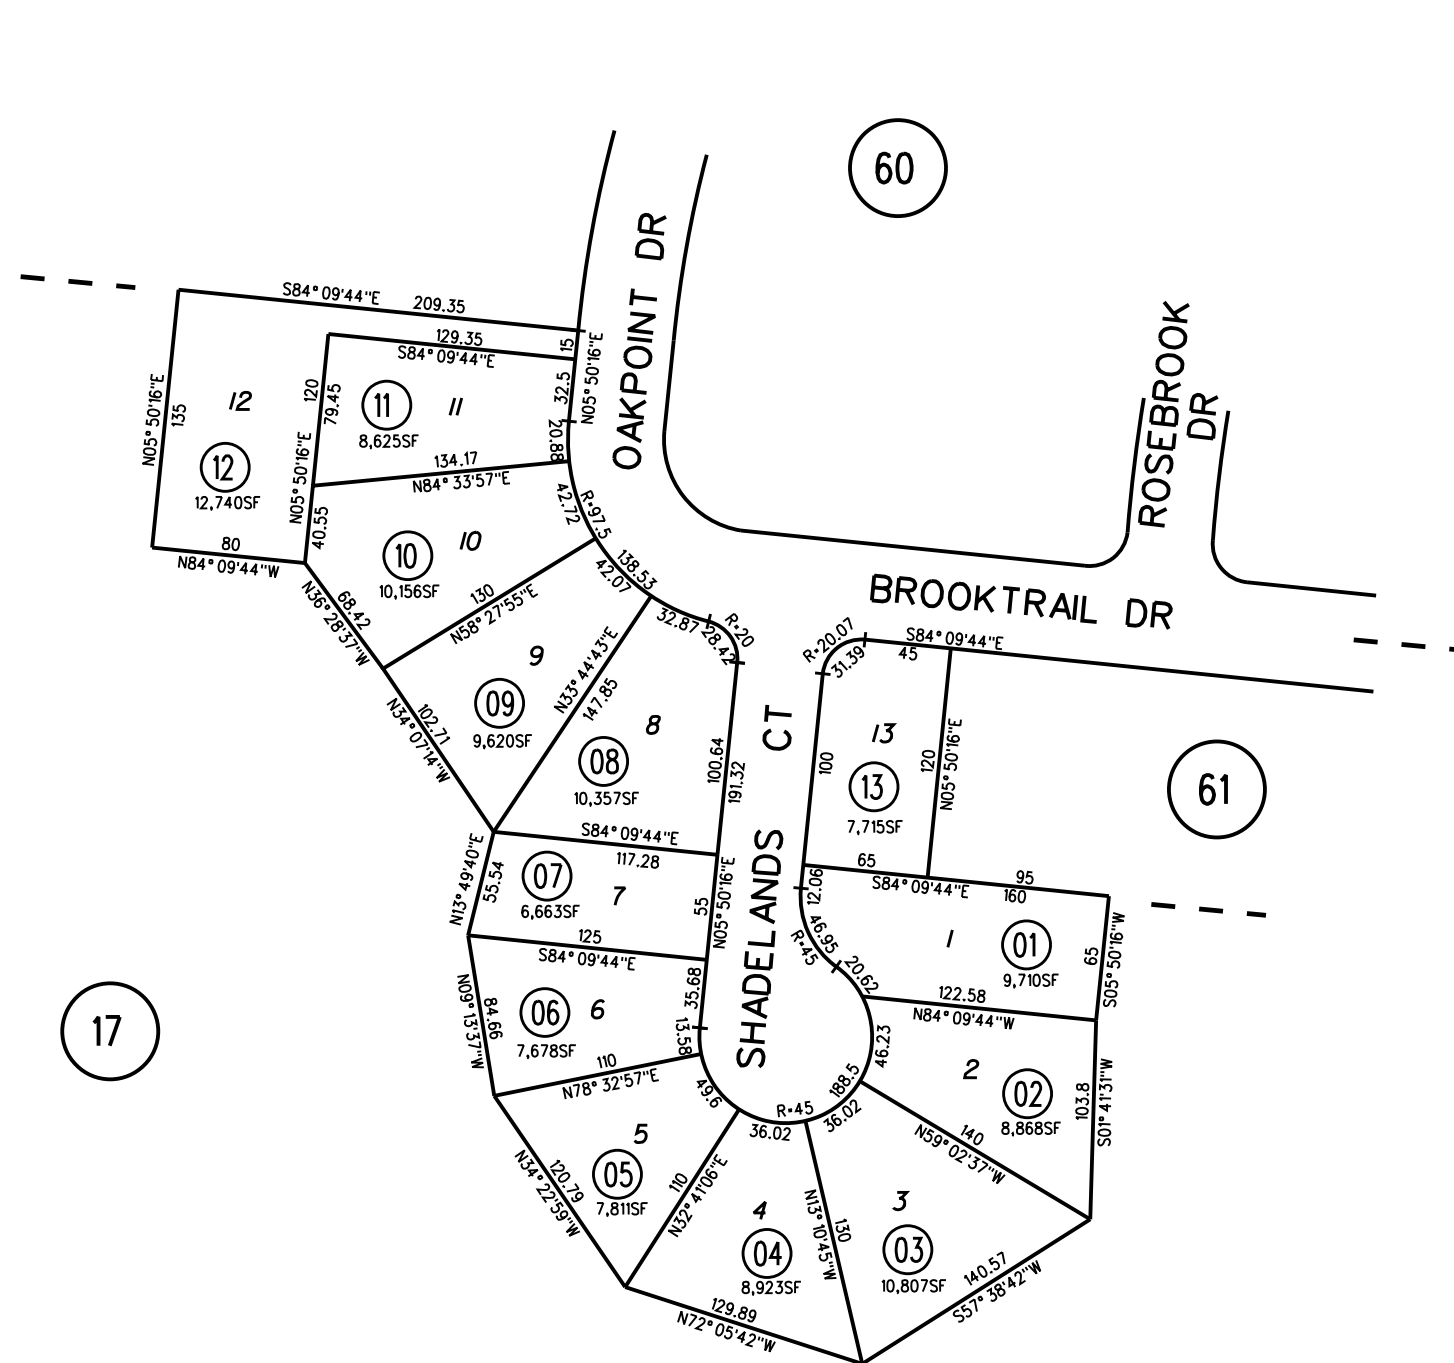 60
OAKPOINT DR
ROSEBROOK
DR
BROOKTRAIL DR
SHADELANDS CT
61
17
S84°09'44"E
209.35
129.35
S84°09'44"E
15
N05°50'16"E
32.5
20.88
N05°50'16"E
135
12
12
12,740SF
120
79.45
N05°50'16"E
40.55
11
11
8,625SF
134.17
N84°33'57"E
80
N84°09'44"W
42.72
R=97.5
138.53
42.07
10
10
10,156SF
68.42
N36°28'37"W
130
N58°27'55"E
32.87
28.42
R=20
9
09
9,620SF
102.71
N34°07'14"W
N33°44'43"E
147.85
8
08
10,357SF
100.64
191.32
R=20.07
31.39
S84°09'44"E
45
13
13
7,715SF
100
120
N05°50'16"E
S84°09'44"E
117.28
07
7
6,663SF
N13°49'40"E
55.54
55
N05°50'16"E
65
S84°09'44"E
95
160
12.06
46.95
R=45
20.62
1
01
9,710SF
65
S05°50'16"W
125
S84°09'44"E
35.68
13.58
06
6
7,678SF
N09°13'37"W
84.66
122.58
N84°09'44"W
46.23
2
02
8,868SF
103.8
S01°41'31"W
110
N78°32'57"E
49.6
R=45
188.5
36.02
36.02
5
05
7,811SF
120.79
N34°22'59"W
110
N32°41'06"E
140
N59°02'37"W
4
04
8,923SF
N13°10'45"W
130
3
03
10,807SF
129.89
N72°05'42"W
140.57
S57°38'42"W